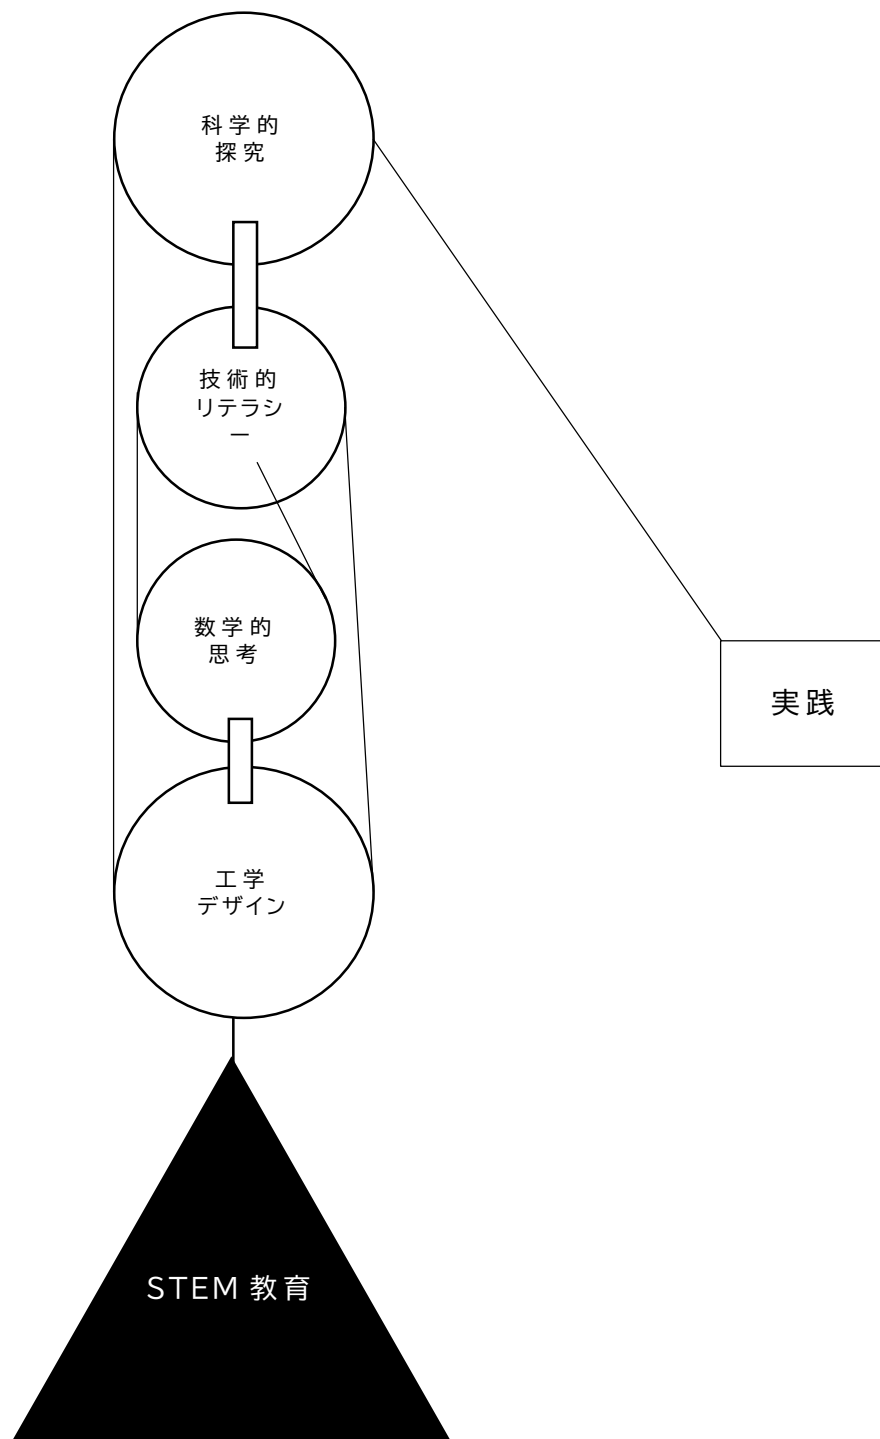 科学的
探究
技術的
リテラシ
ー
数学的
思考
実践
工学
デザイン
STEM 教育